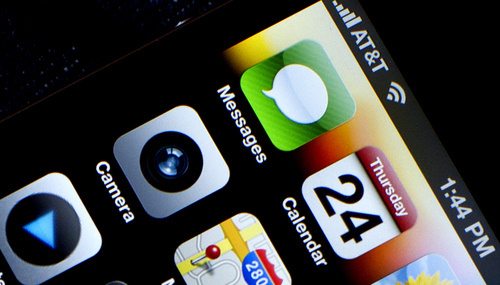 AT&T
1:44 PM
Messages
Thursday
24
Calendar
Camera
280